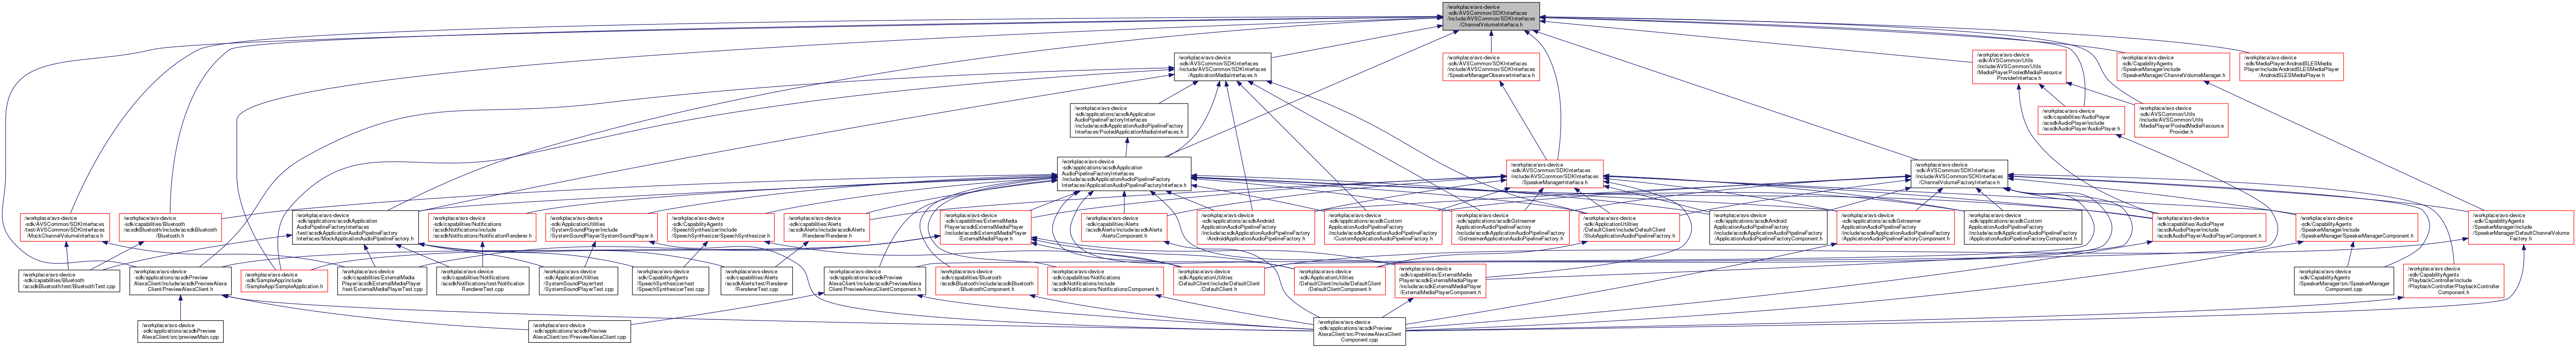 /workplace/avs-device
-sdk/AVSCommon/SDKInterfaces
/include/AVSCommon/SDKInterfaces
/ChannelVolumeInterface.h
/workplace/avs-device
-sdk/AVSCommon/SDKInterfaces
/include/AVSCommon/SDKInterfaces
/ApplicationMediaInterfaces.h
/workplace/avs-device
-sdk/AVSCommon/SDKInterfaces
/include/AVSCommon/SDKInterfaces
/SpeakerManagerObserverInterface.h
/workplace/avs-device
-sdk/AVSCommon/Utils
/include/AVSCommon/Utils
/MediaPlayer/PooledMediaResource
ProviderInterface.h
/workplace/avs-device
-sdk/CapabilityAgents
/SpeakerManager/include
/SpeakerManager/ChannelVolumeManager.h
/workplace/avs-device
-sdk/MediaPlayer/AndroidSLESMedia
Player/include/AndroidSLESMediaPlayer
/AndroidSLESMediaPlayer.h
/workplace/avs-device
-sdk/applications/acsdkApplication
AudioPipelineFactoryInterfaces
/include/acsdkApplicationAudioPipelineFactory
Interfaces/PooledApplicationMediaInterfaces.h
/workplace/avs-device
-sdk/capabilities/AudioPlayer
/acsdkAudioPlayer/include
/acsdkAudioPlayer/AudioPlayer.h
/workplace/avs-device
-sdk/AVSCommon/Utils
/include/AVSCommon/Utils
/MediaPlayer/PooledMediaResource
Provider.h
/workplace/avs-device
-sdk/applications/acsdkApplication
AudioPipelineFactoryInterfaces
/include/acsdkApplicationAudioPipelineFactory
Interfaces/ApplicationAudioPipelineFactoryInterface.h
/workplace/avs-device
-sdk/AVSCommon/SDKInterfaces
/include/AVSCommon/SDKInterfaces
/SpeakerManagerInterface.h
/workplace/avs-device
-sdk/AVSCommon/SDKInterfaces
/include/AVSCommon/SDKInterfaces
/ChannelVolumeFactoryInterface.h
/workplace/avs-device
-sdk/AVSCommon/SDKInterfaces
/test/AVSCommon/SDKInterfaces
/MockChannelVolumeInterface.h
/workplace/avs-device
-sdk/capabilities/Bluetooth
/acsdkBluetooth/include/acsdkBluetooth
/Bluetooth.h
/workplace/avs-device
-sdk/applications/acsdkApplication
AudioPipelineFactoryInterfaces
/test/acsdkApplicationAudioPipelineFactory
Interfaces/MockApplicationAudioPipelineFactory.h
/workplace/avs-device
-sdk/capabilities/Notifications
/acsdkNotifications/include
/acsdkNotifications/NotificationRenderer.h
/workplace/avs-device
-sdk/ApplicationUtilities
/SystemSoundPlayer/include
/SystemSoundPlayer/SystemSoundPlayer.h
/workplace/avs-device
-sdk/CapabilityAgents
/SpeechSynthesizer/include
/SpeechSynthesizer/SpeechSynthesizer.h
/workplace/avs-device
-sdk/capabilities/Alerts
/acsdkAlerts/include/acsdkAlerts
/Renderer/Renderer.h
/workplace/avs-device
-sdk/capabilities/ExternalMedia
Player/acsdkExternalMediaPlayer
/include/acsdkExternalMediaPlayer
/ExternalMediaPlayer.h
/workplace/avs-device
-sdk/capabilities/Alerts
/acsdkAlerts/include/acsdkAlerts
/AlertsComponent.h
/workplace/avs-device
-sdk/applications/acsdkAndroid
ApplicationAudioPipelineFactory
/include/acsdkApplicationAudioPipelineFactory
/AndroidApplicationAudioPipelineFactory.h
/workplace/avs-device
-sdk/applications/acsdkCustom
ApplicationAudioPipelineFactory
/include/acsdkApplicationAudioPipelineFactory
/CustomApplicationAudioPipelineFactory.h
/workplace/avs-device
-sdk/applications/acsdkGstreamer
ApplicationAudioPipelineFactory
/include/acsdkApplicationAudioPipelineFactory
/GstreamerApplicationAudioPipelineFactory.h
/workplace/avs-device
-sdk/ApplicationUtilities
/DefaultClient/include/DefaultClient
/StubApplicationAudioPipelineFactory.h
/workplace/avs-device
-sdk/applications/acsdkAndroid
ApplicationAudioPipelineFactory
/include/acsdkApplicationAudioPipelineFactory
/ApplicationAudioPipelineFactoryComponent.h
/workplace/avs-device
-sdk/applications/acsdkGstreamer
ApplicationAudioPipelineFactory
/include/acsdkApplicationAudioPipelineFactory
/ApplicationAudioPipelineFactoryComponent.h
/workplace/avs-device
-sdk/applications/acsdkCustom
ApplicationAudioPipelineFactory
/include/acsdkApplicationAudioPipelineFactory
/ApplicationAudioPipelineFactoryComponent.h
/workplace/avs-device
-sdk/capabilities/AudioPlayer
/acsdkAudioPlayer/include
/acsdkAudioPlayer/AudioPlayerComponent.h
/workplace/avs-device
-sdk/CapabilityAgents
/SpeakerManager/include
/SpeakerManager/SpeakerManagerComponent.h
/workplace/avs-device
-sdk/CapabilityAgents
/SpeakerManager/include
/SpeakerManager/DefaultChannelVolume
Factory.h
/workplace/avs-device
-sdk/capabilities/Bluetooth
/acsdkBluetooth/test/BluetoothTest.cpp
/workplace/avs-device
-sdk/applications/acsdkPreview
AlexaClient/include/acsdkPreviewAlexa
Client/PreviewAlexaClient.h
/workplace/avs-device
-sdk/SampleApp/include
/SampleApp/SampleApplication.h
/workplace/avs-device
-sdk/capabilities/ExternalMedia
Player/acsdkExternalMediaPlayer
/test/ExternalMediaPlayerTest.cpp
/workplace/avs-device
-sdk/capabilities/Notifications
/acsdkNotifications/test/Notification
RendererTest.cpp
/workplace/avs-device
-sdk/ApplicationUtilities
/SystemSoundPlayer/test
/SystemSoundPlayerTest.cpp
/workplace/avs-device
-sdk/CapabilityAgents
/SpeechSynthesizer/test
/SpeechSynthesizerTest.cpp
/workplace/avs-device
-sdk/capabilities/Alerts
/acsdkAlerts/test/Renderer
/RendererTest.cpp
/workplace/avs-device
-sdk/applications/acsdkPreview
AlexaClient/include/acsdkPreviewAlexa
Client/PreviewAlexaClientComponent.h
/workplace/avs-device
-sdk/capabilities/Bluetooth
/acsdkBluetooth/include/acsdkBluetooth
/BluetoothComponent.h
/workplace/avs-device
-sdk/capabilities/Notifications
/acsdkNotifications/include
/acsdkNotifications/NotificationsComponent.h
/workplace/avs-device
-sdk/ApplicationUtilities
/DefaultClient/include/DefaultClient
/DefaultClient.h
/workplace/avs-device
-sdk/ApplicationUtilities
/DefaultClient/include/DefaultClient
/DefaultClientComponent.h
/workplace/avs-device
-sdk/capabilities/ExternalMedia
Player/acsdkExternalMediaPlayer
/include/acsdkExternalMediaPlayer
/ExternalMediaPlayerComponent.h
/workplace/avs-device
-sdk/CapabilityAgents
/SpeakerManager/src/SpeakerManager
Component.cpp
/workplace/avs-device
-sdk/CapabilityAgents
/PlaybackController/include
/PlaybackController/PlaybackController
Component.h
/workplace/avs-device
-sdk/applications/acsdkPreview
AlexaClient/src/previewMain.cpp
/workplace/avs-device
-sdk/applications/acsdkPreview
AlexaClient/src/PreviewAlexaClient.cpp
/workplace/avs-device
-sdk/applications/acsdkPreview
AlexaClient/src/PreviewAlexaClient
Component.cpp